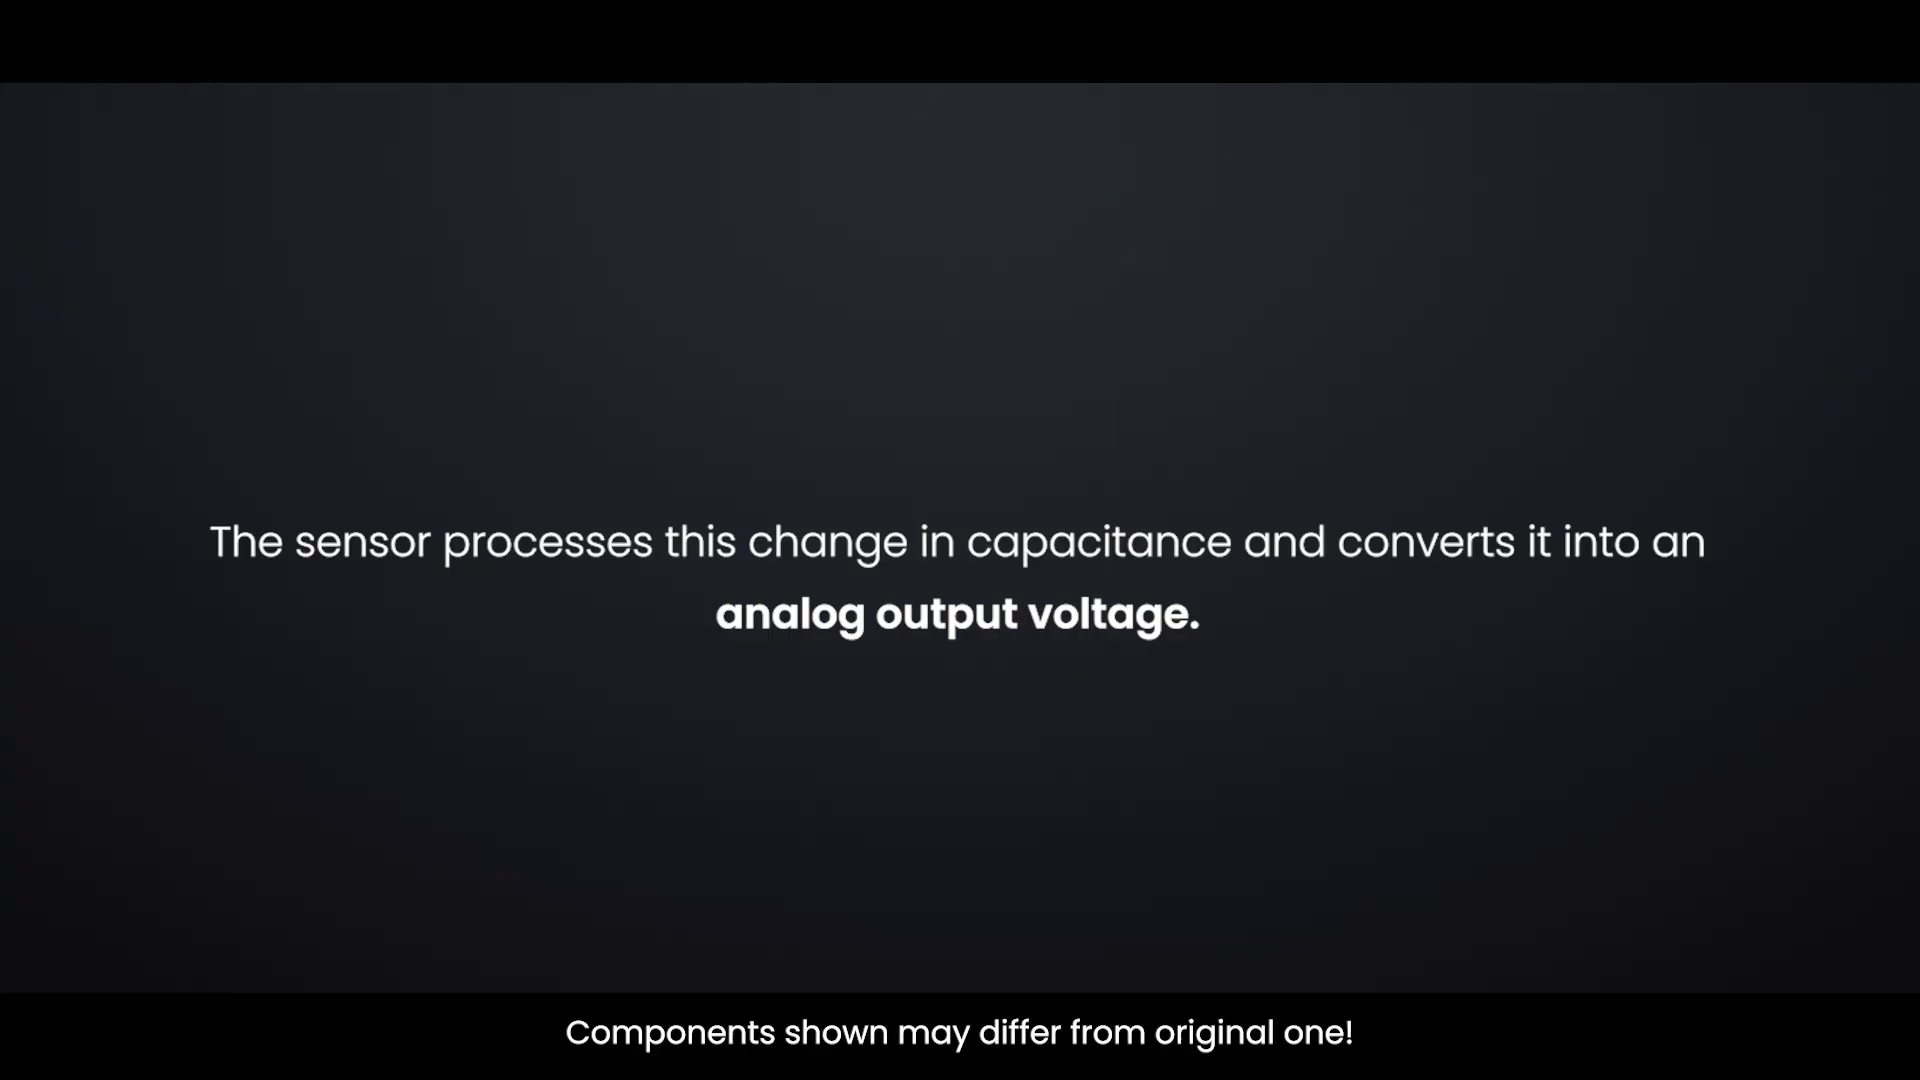 The sensor processes this change in capacitance and converts it into an
analog output voltage.
Components shown may differ from original one!